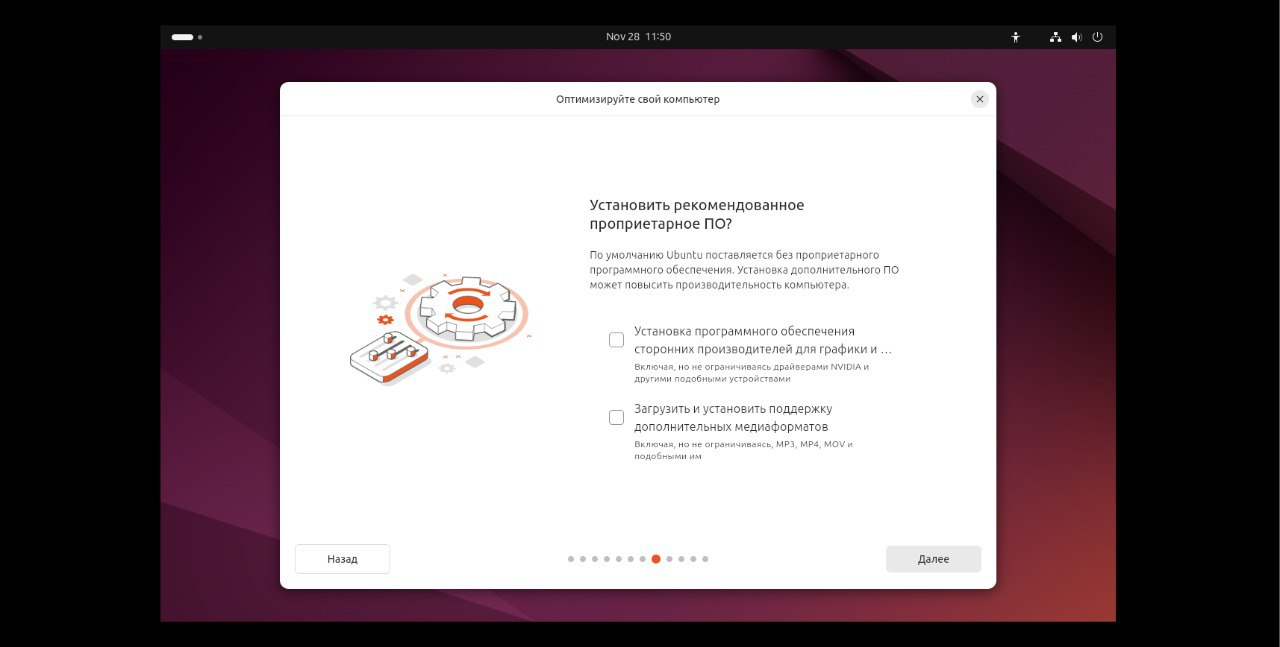 Nov 28 11:50
Оптимизируйте свой компьютер
Установить рекомендованное
проприетарное ПО?
По умолчанию Ubuntu поставляется без проприетарного
программного обеспечения. Установка дополнительного ПО
может повысить производительность компьютера.
Установка программного обеспечения
сторонних производителей для графики и ...
Включая, но не ограничиваясь драйверами NVIDIA и
другими подобными устройствами
Загрузить и установить поддержку
дополнительных медиаформатов
Включая, но не ограничиваясь, MP3, MP4, MOV и
подобными им
Назад
Далее